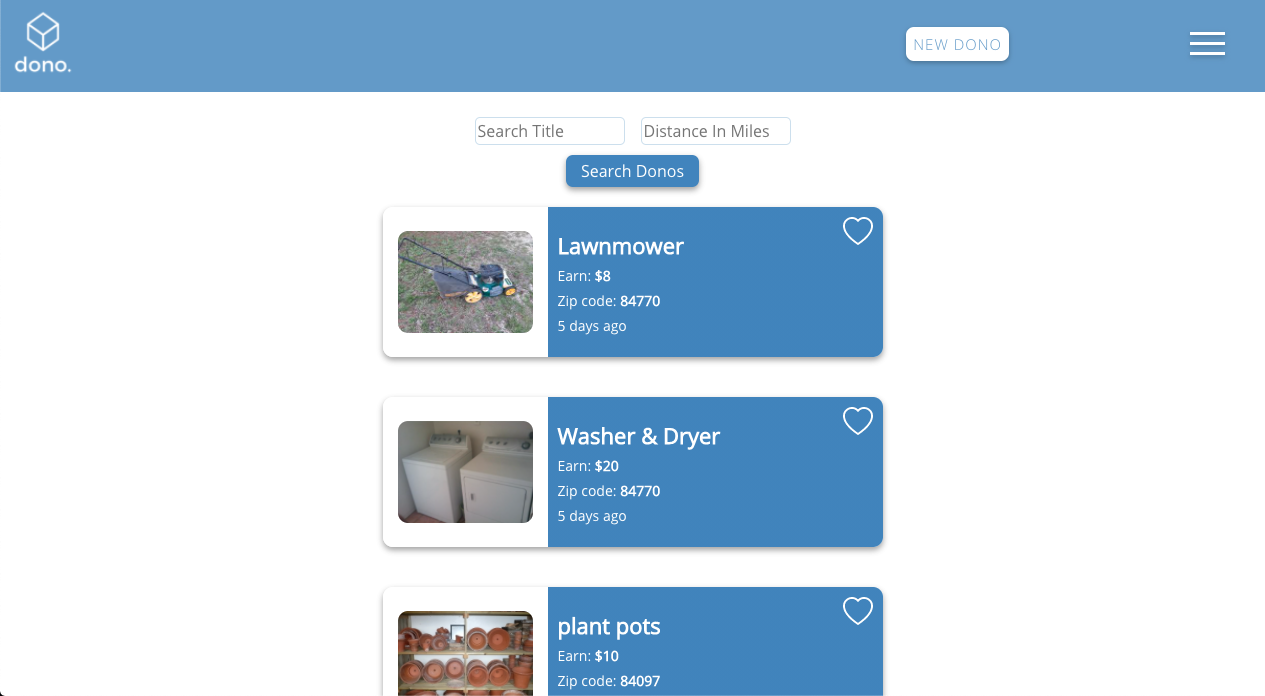 dono.
NEW DONO
Search Title
Distance In Miles
Search Donos
Lawnmower
Earn: $8
Zip code: 84770
5 days ago
Washer & Dryer
Earn: $20
Zip code: 84770
5 days ago
plant pots
Earn: $10
Zip code: 84097